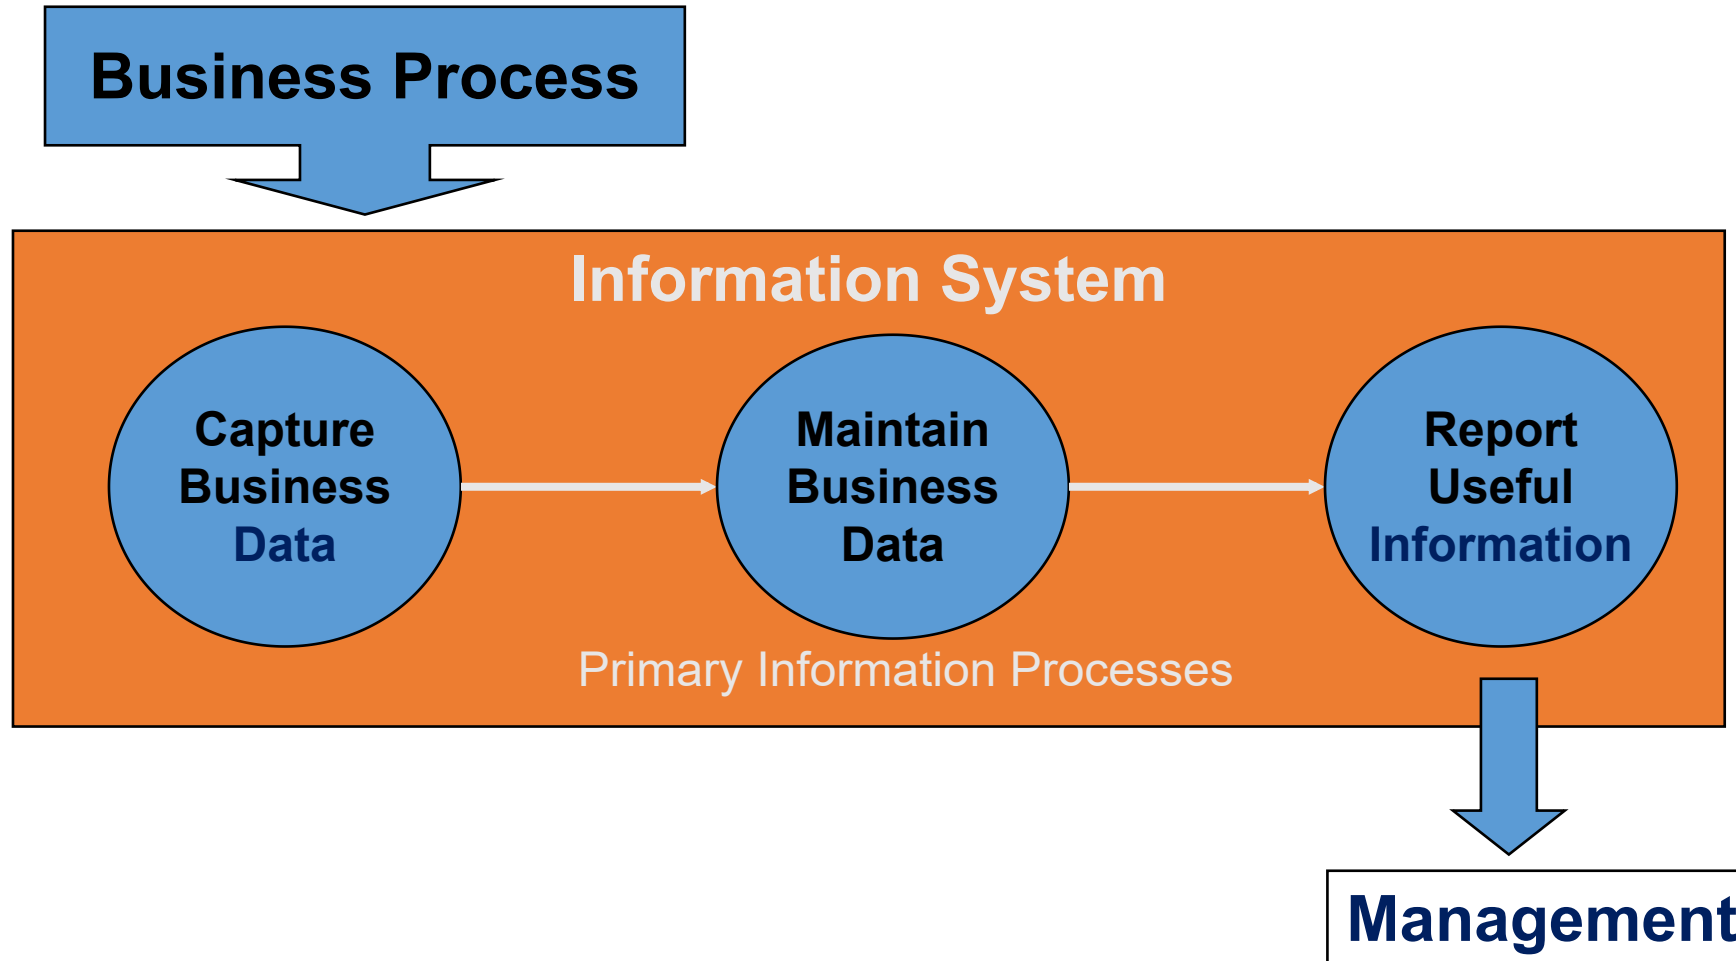 Business Process
Information System
Capture
Business
Data
Maintain
Business
Data
Report
Useful
Information
Primary Information Processes
Management